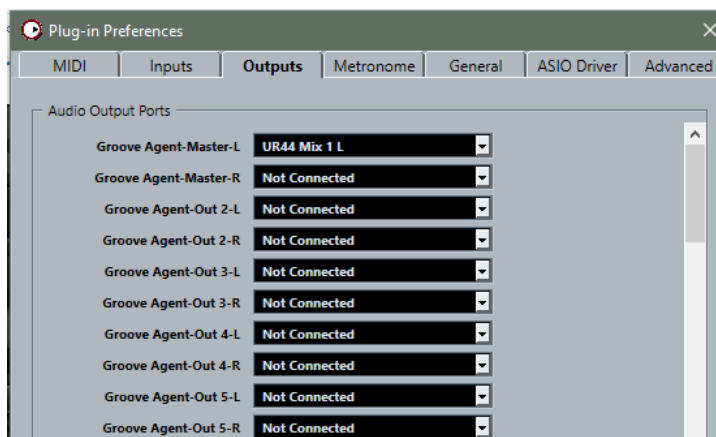 Plug-in Preferences
MIDI Inputs Outputs Metronome General ASIO Driver Advanced
Audio Output Ports
Groove Agent-Master-L UR44 Mix 1 L
Groove Agent-Master-R Not Connected
Groove Agent-Out 2-L Not Connected
Groove Agent-Out 2-R Not Connected
Groove Agent-Out 3-L Not Connected
Groove Agent-Out 3-R Not Connected
Groove Agent-Out 4-L Not Connected
Groove Agent-Out 4-R Not Connected
Groove Agent-Out 5-L Not Connected
Groove Agent-Out 5-R Not Connected